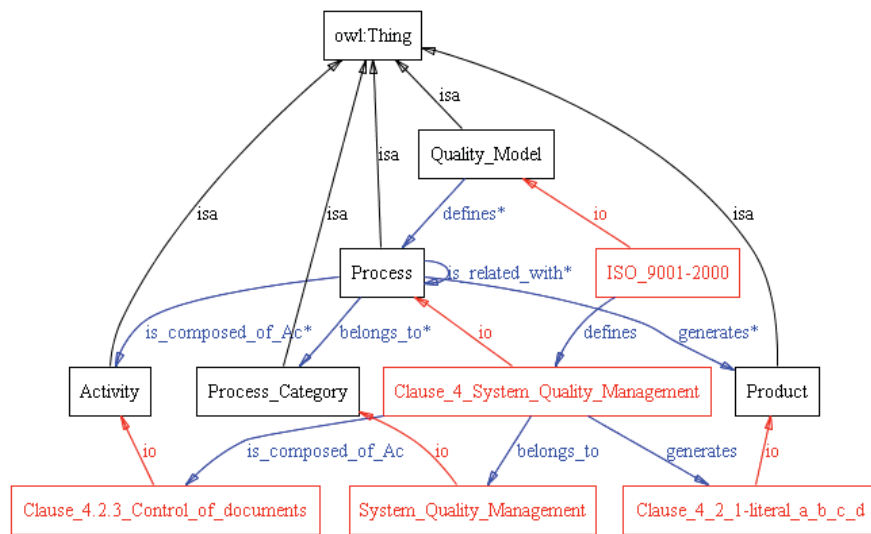 owl:Thing
isa
Quality_Model
isa
isa
isa
isa
defines*
io
Process
is_related_with*
ISO_9001-2000
is_composed_of_Ac*
belongs_to*
io
defines
generates*
Activity
Process_Category
Clause_4_System_Quality_Management
Product
io
is_composed_of_Ac
io
belongs_to
generates
io
Clause_4.2.3_Control_of_documents
System_Quality_Management
Clause_4_2_1-literal_a_b_c_d